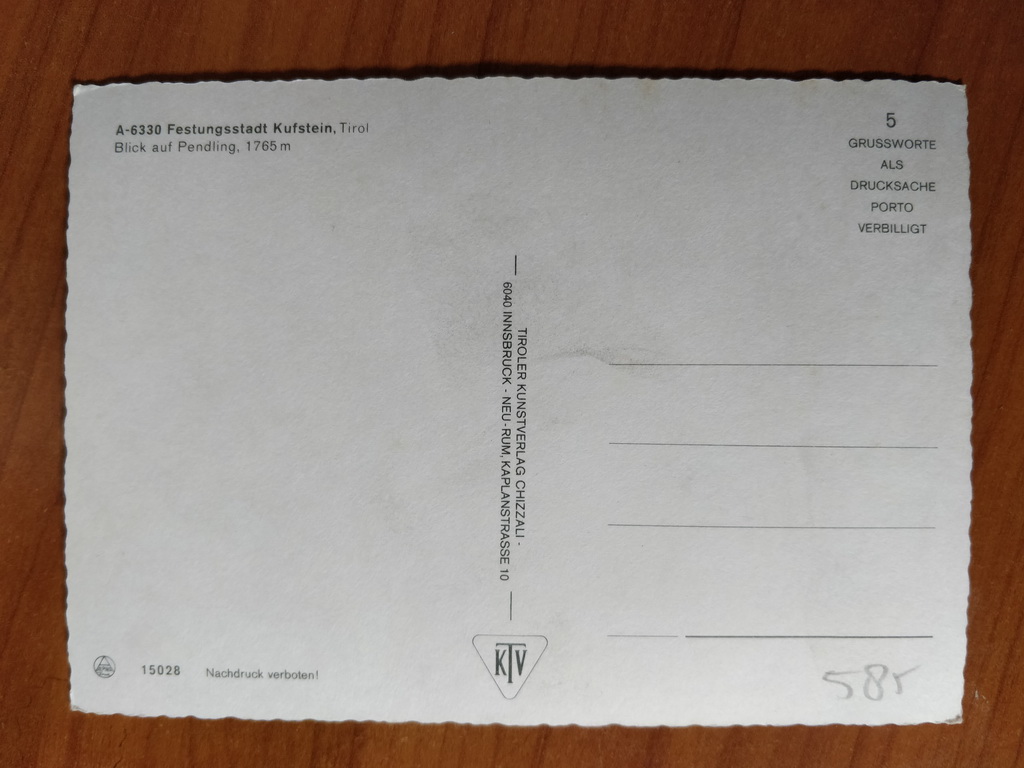 A-6330 Festungsstadt Kufstein, Tirol
Blick auf Pendling, 1765 m
5
GRUSSWORTE
ALS
DRUCKSACHE
PORTO
VERBILLIGT
TIROLER KUNSTVERLAG CHIZZALI -
6040 INNSBRUCK - NEU-RUM, KAPLANSTRASSE 10
KTV
15028 Nachdruck verboten!